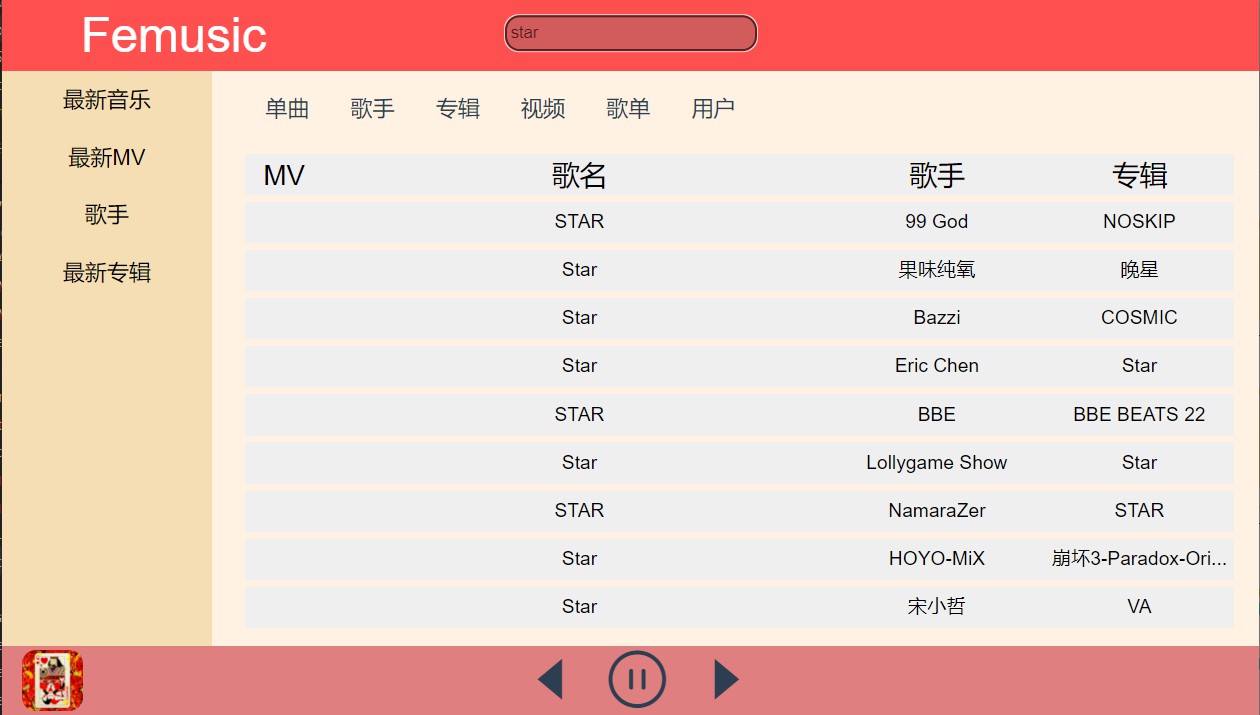 Femusic
star
最新音乐
最新MV
歌手
最新专辑
单曲 歌手 专辑 视频 歌单 用户
MV 歌名 歌手 专辑
STAR 99 God NOSKIP
Star 果味纯氧 晚星
Star Bazzi COSMIC
Star Eric Chen Star
STAR BBE BBE BEATS 22
Star Lollygame Show Star
STAR NamaraZer STAR
Star HOYO-MiX 崩坏3-Paradox-Ori...
Star 宋小哲 VA